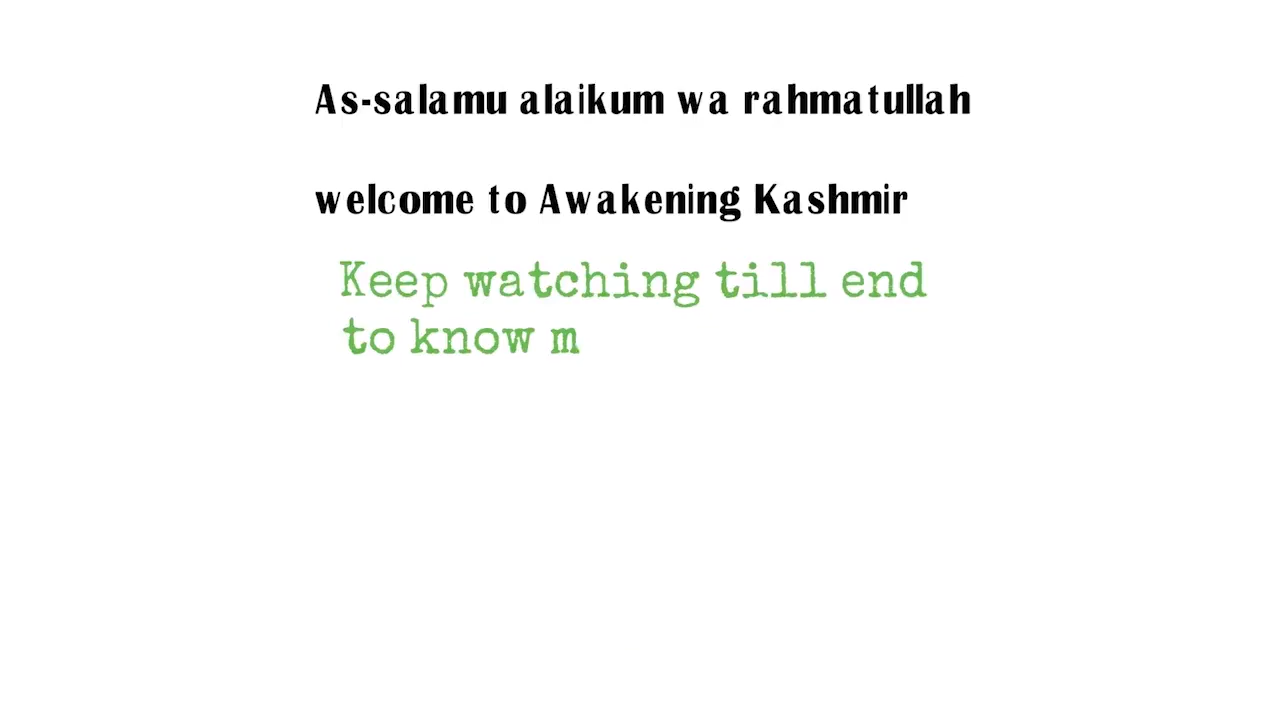 As-salamu alaikum wa rahmatullah
welcome to Awakening Kashmir
Keep watching till end
to know m